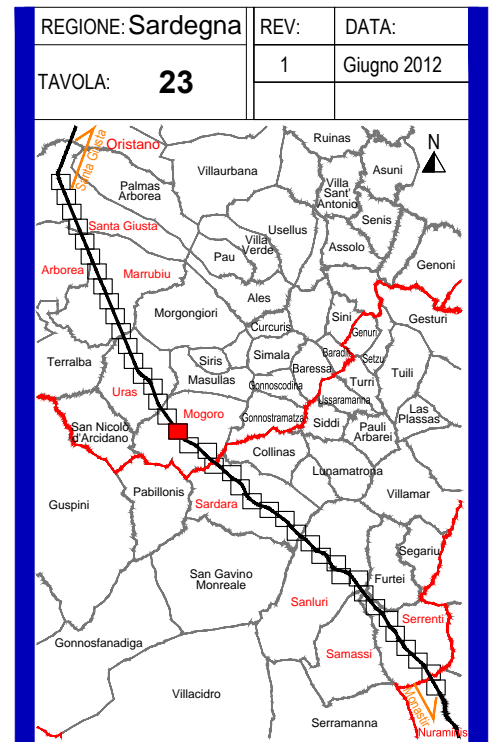 REGIONE: Sardegna REV: DATA:
TAVOLA: 23 1 Giugno 2012
Santa Giusta
Oristano
Ruinas
N
Villaurbana
Asuni
Palmas
Arborea
Villa
Sant'
Antonio
Senis
Santa Giusta
Usellus
Villa
Verde
Assolo
Pau
Genoni
Arborea
Marrubiu
Ales
Morgongiori
Sini
Gesturi
Curcuris
Genuri
Terralba
Siris
Simala
Baradili
Setzu
Baressa
Tuili
Masullas
Gonnoscodina
Turri
Uras
Ussaramanna
Mogoro
Gonnostramatza
Siddi
Las
Plassas
San Nicolò
d'Arcidano
Pauli
Arbarei
Collinas
Lunamatrona
Pabillonis
Villamar
Guspini
Sardara
Segariu
San Gavino
Monreale
Furtei
Sanluri
Serrenti
Gonnosfanadiga
Samassi
Villacidro
Monastir
Serramanna
Nuraminis